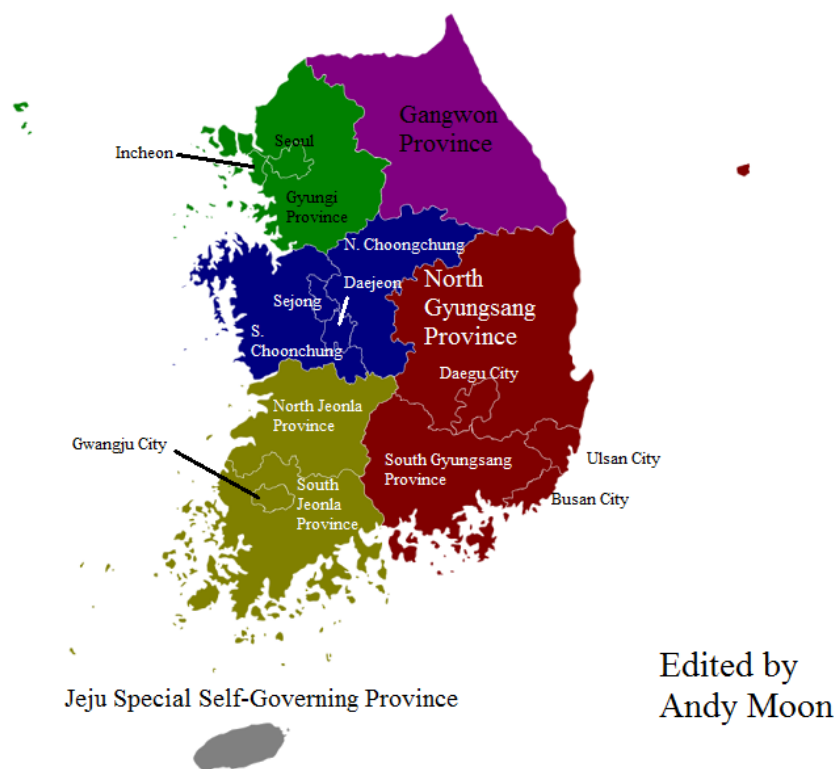 Gangwon
Province
Seoul
Incheon
Gyungi
Province
N. Choongchung
North
Gyungsang
Province
Daejeon
Sejong
S.
Choonchung
Daegu City
North Jeonla
Province
Gwangju City
South Gyungsang
Province
Ulsan City
South
Jeonla
Province
Busan City
Edited by
Andy Moon
Jeju Special Self-Governing Province